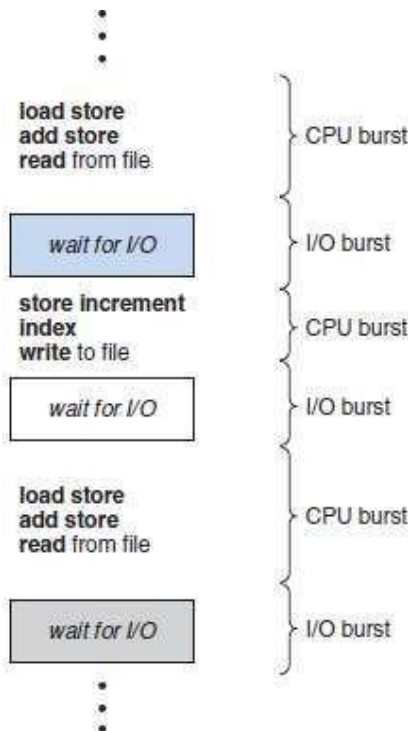 load store
add store
read from file
CPU burst
wait for I/O
I/O burst
store increment
index
write to file
CPU burst
wait for I/O
I/O burst
load store
add store
read from file
CPU burst
wait for I/O
I/O burst